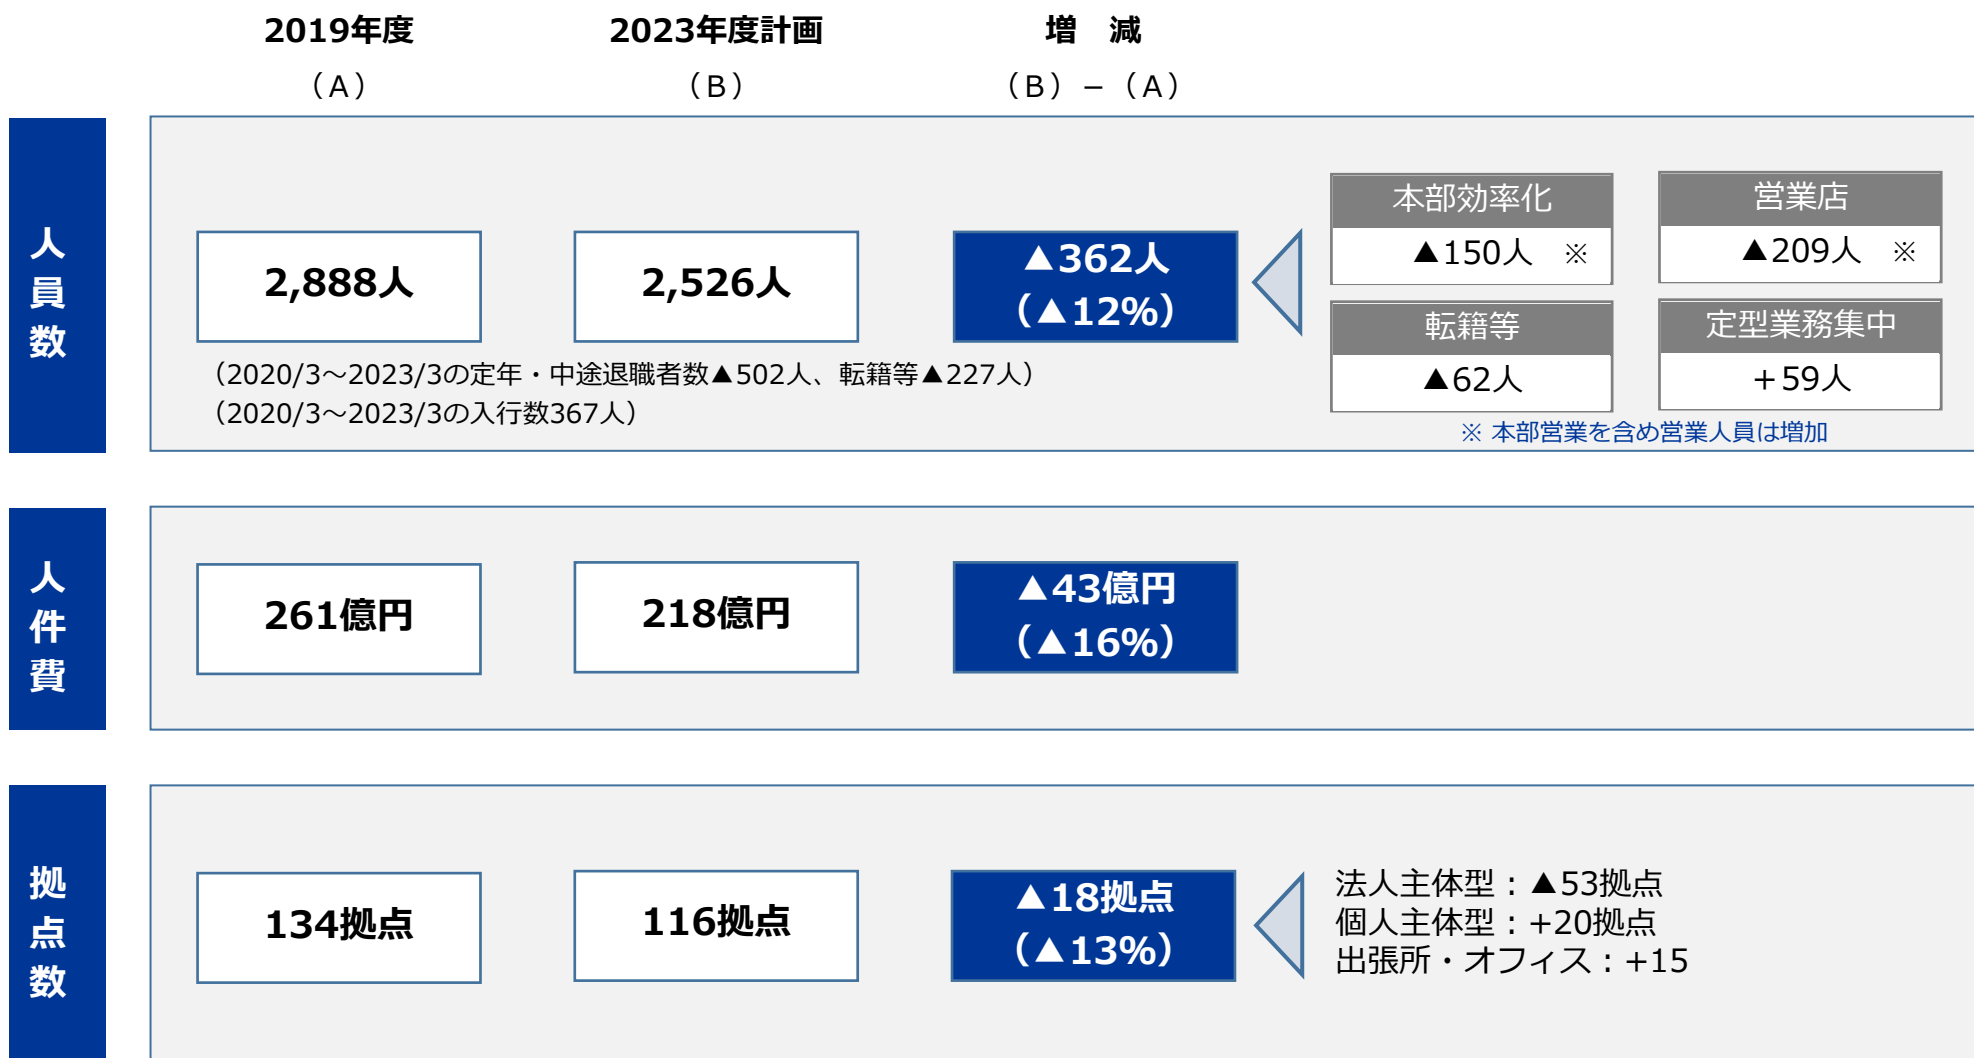 2019年度 2023年度計画 増　減
（A） （B） （B）－（A）
人員数
2,888人 2,526人 ▲362人
（▲12%）
本部効率化 営業店
▲150人　※ ▲209人　※
転籍等 定型業務集中
▲62人 ＋59人
※ 本部営業を含め営業人員は増加
（2020/3～2023/3の定年・中途退職者数▲502人、転籍等▲227人）
（2020/3～2023/3の入行数367人）
人件費
261億円 218億円 ▲43億円
（▲16%）
拠点数
134拠点 116拠点 ▲18拠点
（▲13%）
法人主体型：▲53拠点
個人主体型：+20拠点
出張所・オフィス：+15